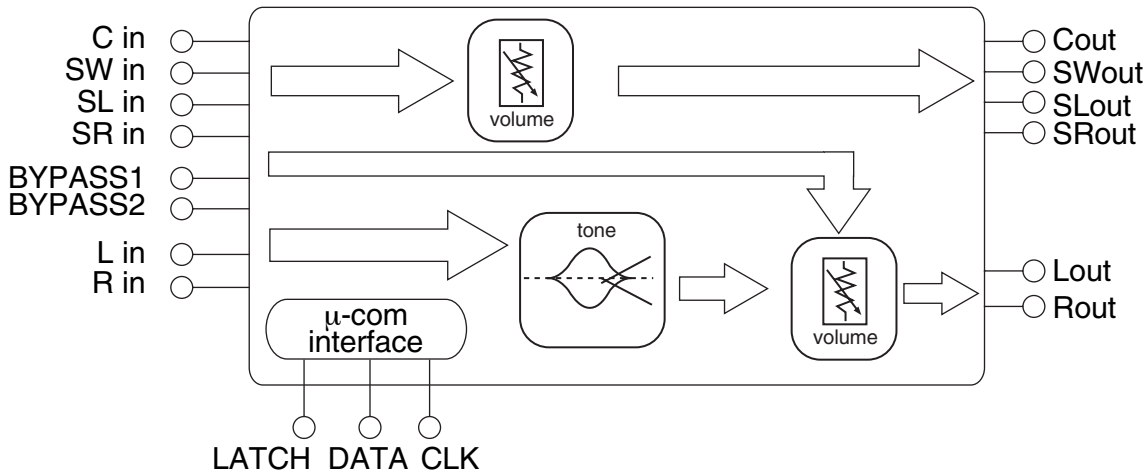 C in
SW in
SL in
SR in
BYPASS1
BYPASS2
L in
R in
volume
tone
volume
μ-com
interface
LATCH DATA CLK
Cout
SWout
SLout
SRout
Lout
Rout